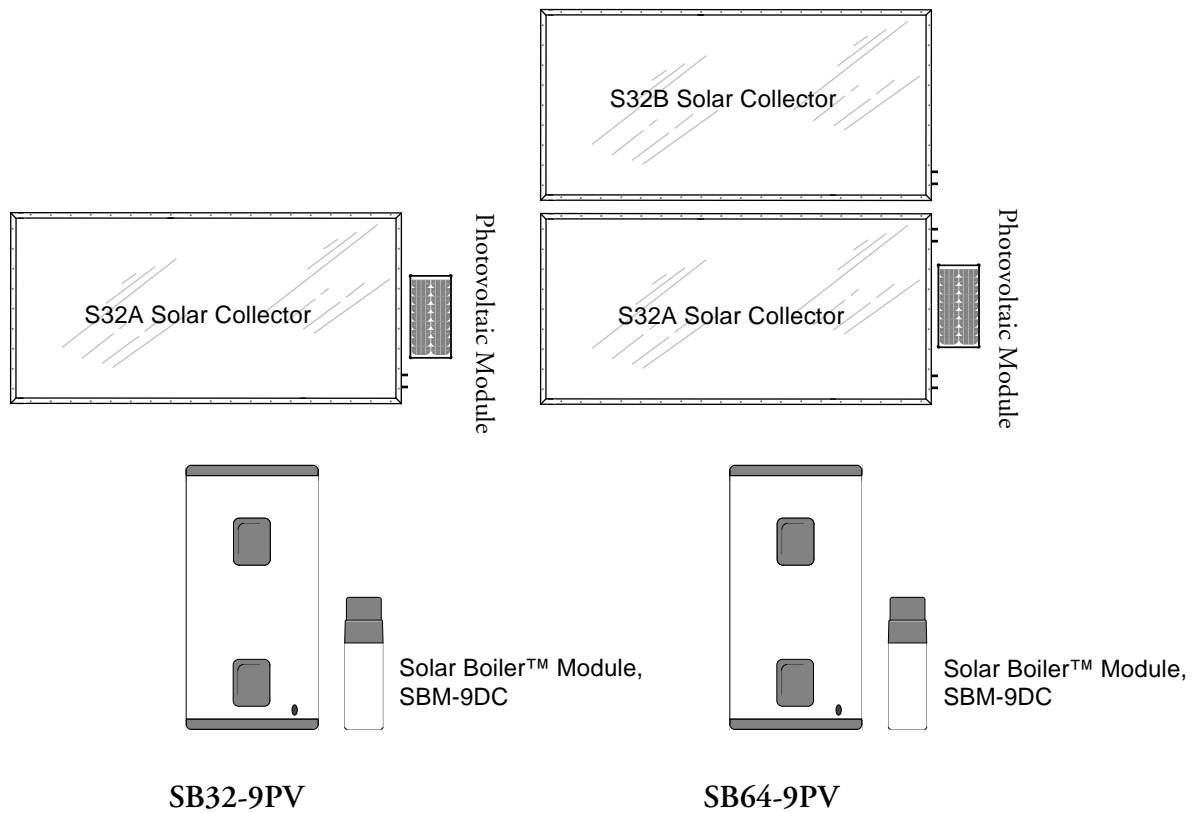 S32B Solar Collector
S32A Solar Collector
Photovoltaic Module
S32A Solar Collector
Photovoltaic Module
Solar Boiler™ Module,
SBM-9DC
Solar Boiler™ Module,
SBM-9DC
SB32-9PV
SB64-9PV